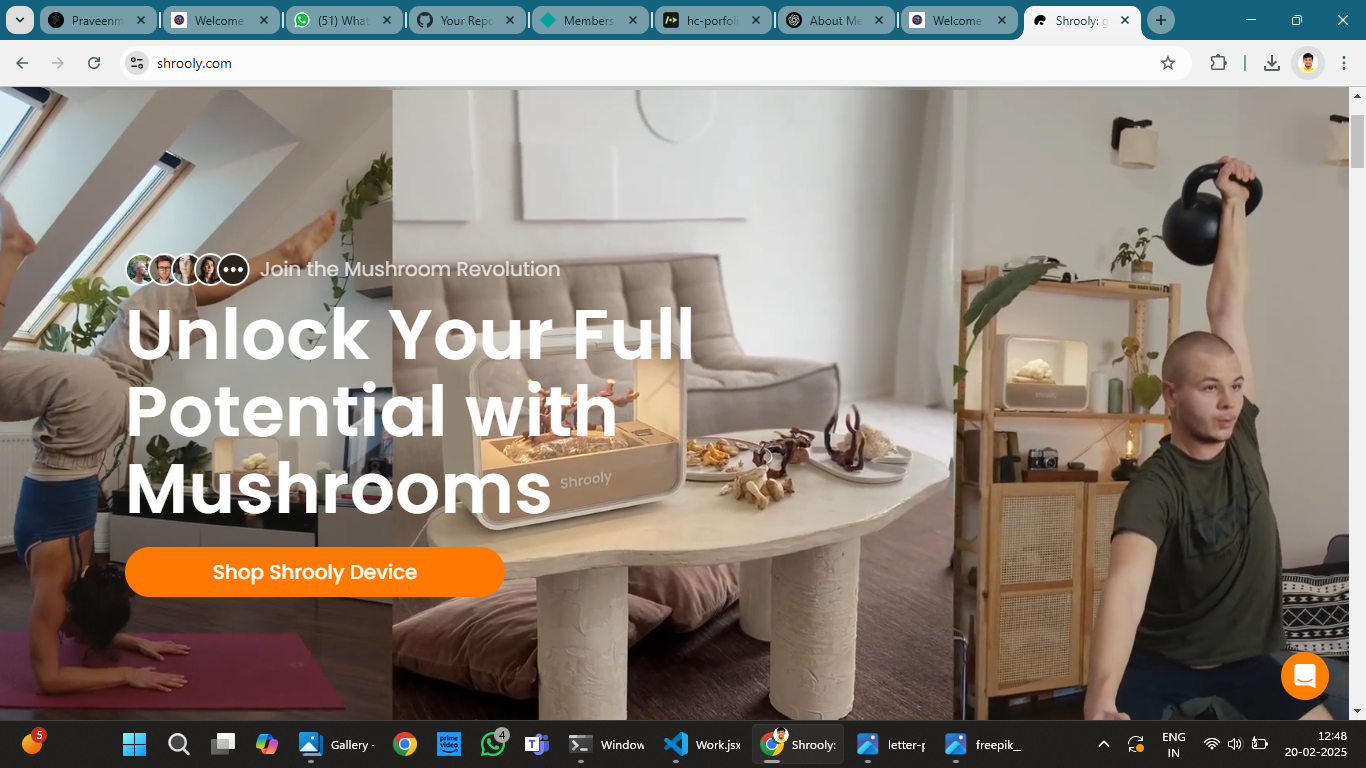 Praveenm
Welcome
(51) What
Your Repo
Members
hc-porfoli
About Me
Welcome
Shrooly: g
shrooly.com
Join the Mushroom Revolution
Unlock Your Full
Potential with
Mushrooms
Shrooly
Shrooly
Shop Shrooly Device
5
Gallery -
prime video
4
Window
Work.jsx
Shrooly:
letter-p
freepik_
ENG
IN
12:48
20-02-2025